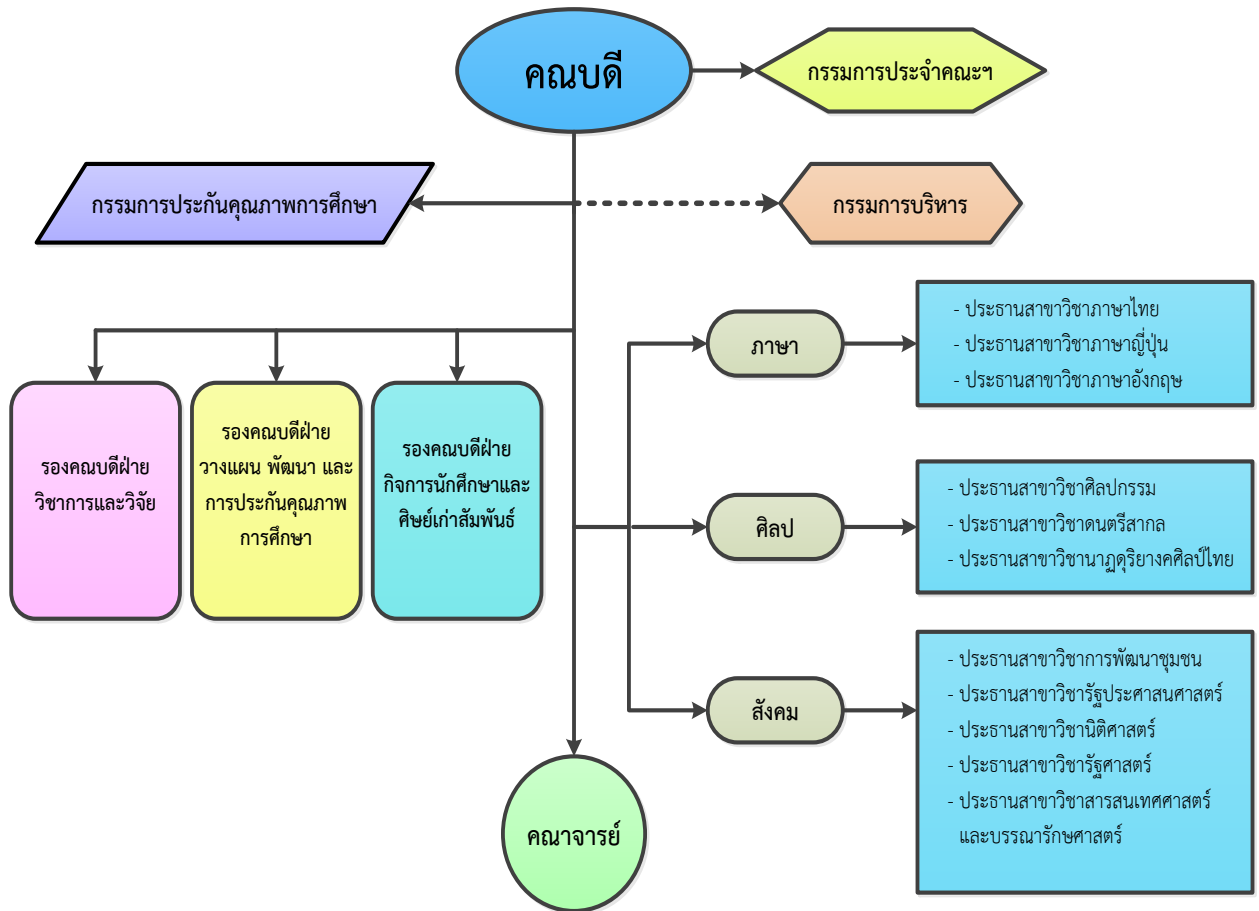 คณบดี
กรรมการประจำคณะฯ
กรรมการประกันคุณภาพการศึกษา
กรรมการบริหาร
รองคณบดีฝ่าย
วิชาการและวิจัย
รองคณบดีฝ่าย
วางแผน พัฒนา และ
การประกันคุณภาพ
การศึกษา
รองคณบดีฝ่าย
กิจการนักศึกษาและ
ศิษย์เก่าสัมพันธ์
ภาษา
- ประธานสาขาวิชาภาษาไทย
- ประธานสาขาวิชาภาษาญี่ปุ่น
- ประธานสาขาวิชาภาษาอังกฤษ
ศิลป
- ประธานสาขาวิชาศิลปกรรม
- ประธานสาขาวิชาดนตรีสากล
- ประธานสาขาวิชานาฏดุริยางคศิลป์ไทย
สังคม
- ประธานสาขาวิชาการพัฒนาชุมชน
- ประธานสาขาวิชารัฐประศาสนศาสตร์
- ประธานสาขาวิชานิติศาสตร์
- ประธานสาขาวิชารัฐศาสตร์
- ประธานสาขาวิชาสารสนเทศศาสตร์
และบรรณารักษศาสตร์
คณาจารย์